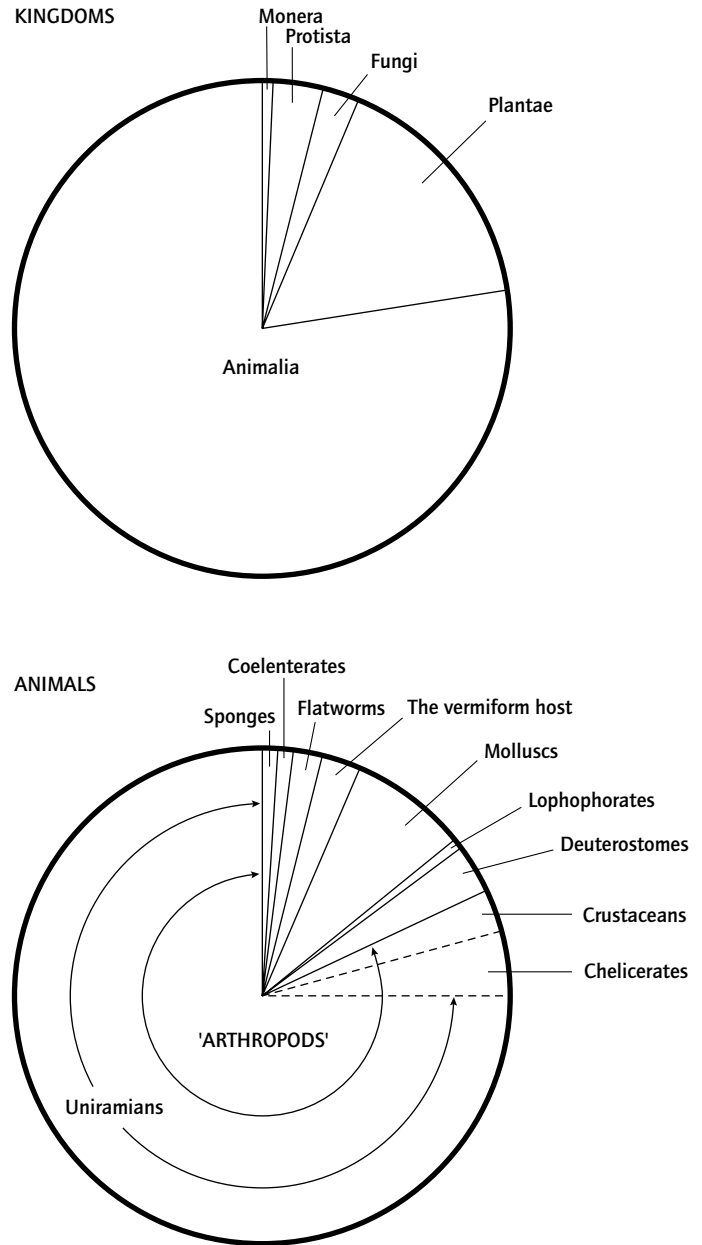 KINGDOMS
Monera
Protista
Fungi
Plantae
Animalia
ANIMALS
Coelenterates
Sponges
Flatworms
The vermiform host
Molluscs
Lophophorates
Deuterostomes
Crustaceans
Chelicerates
'ARTHROPODS'
Uniramians